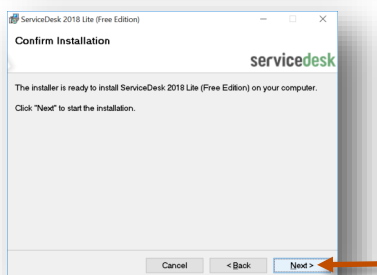 ServiceDesk 2018 Lite (Free Edition)
Confirm Installation
servicedesk
The installer is ready to install ServiceDesk 2018 Lite (Free Edition) on your computer.
Click "Next" to start the installation.
Cancel < Back Next >